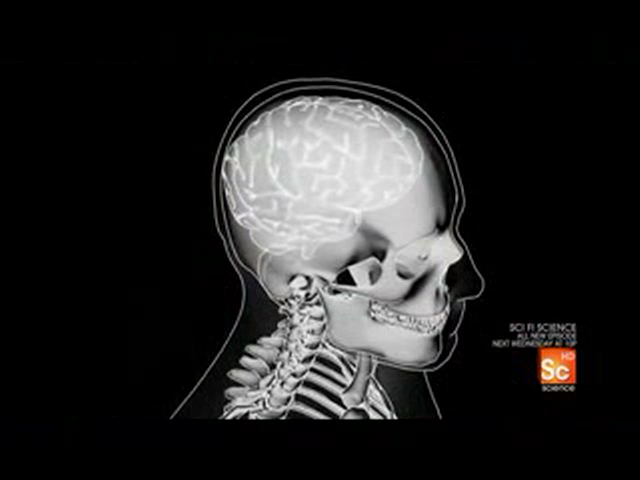 SCI FI SCIENCE
ALL NEW EPISODE
NEXT WEDNESDAY AT 10P
HD
Sc
science